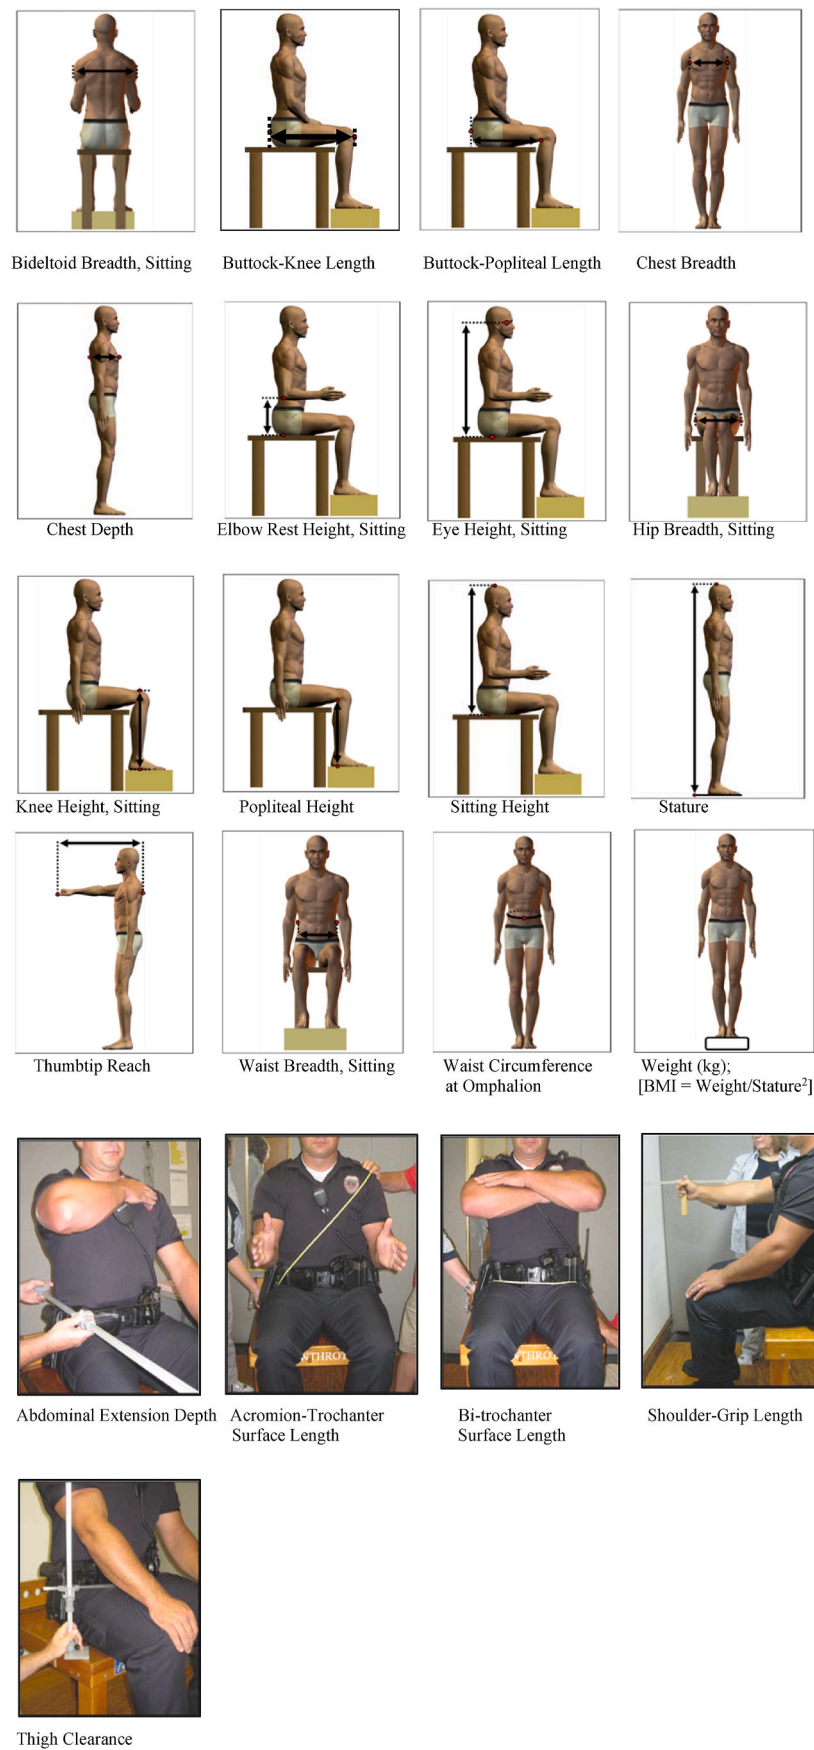 Bideltoid Breadth, Sitting
Buttock-Knee Length
Buttock-Popliteal Length
Chest Breadth
Chest Depth
Elbow Rest Height, Sitting
Eye Height, Sitting
Hip Breadth, Sitting
Knee Height, Sitting
Popliteal Height
Sitting Height
Stature
Thumbtip Reach
Waist Breadth, Sitting
Waist Circumference
at Omphalion
Weight (kg);
[BMI = Weight/Stature²]
NTHROT
NTHRO
Abdominal Extension Depth
Acromion-Trochanter
Surface Length
Bi-trochanter
Surface Length
Shoulder-Grip Length
Thigh Clearance